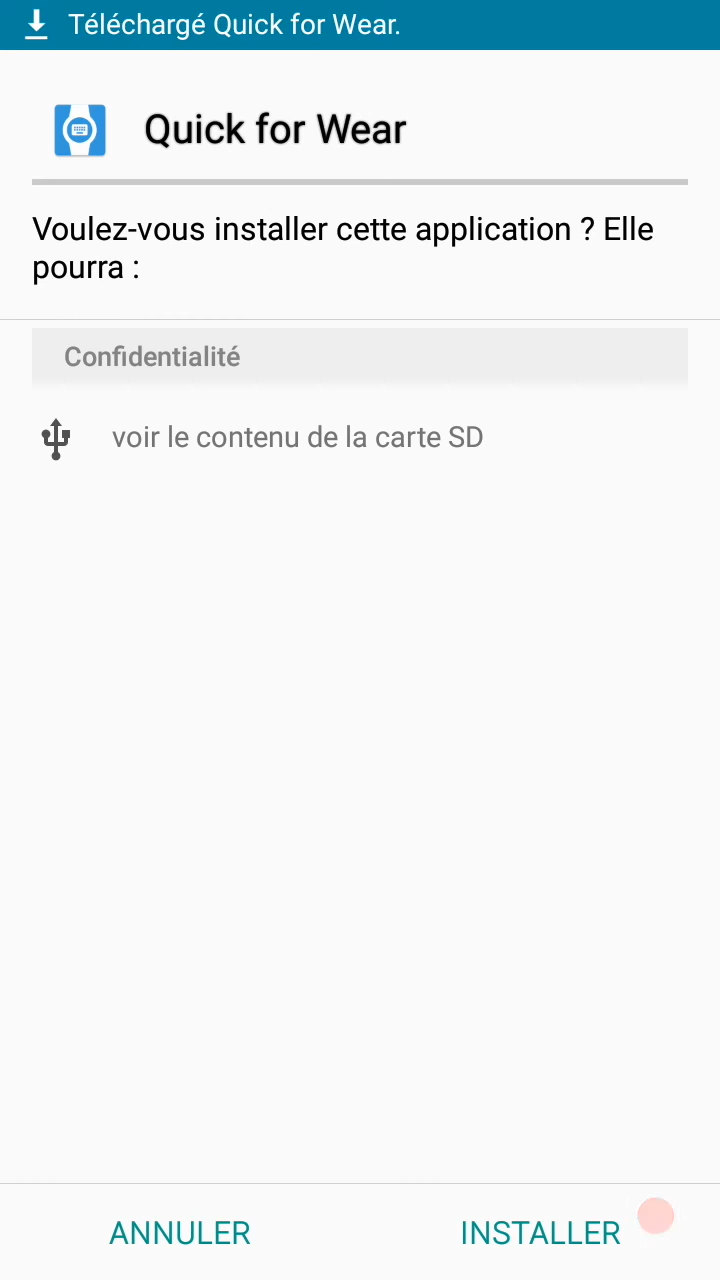 Téléchargé Quick for Wear.
Quick for Wear
Voulez-vous installer cette application ? Elle
pourra :
Confidentialité
voir le contenu de la carte SD
ANNULER
INSTALLER